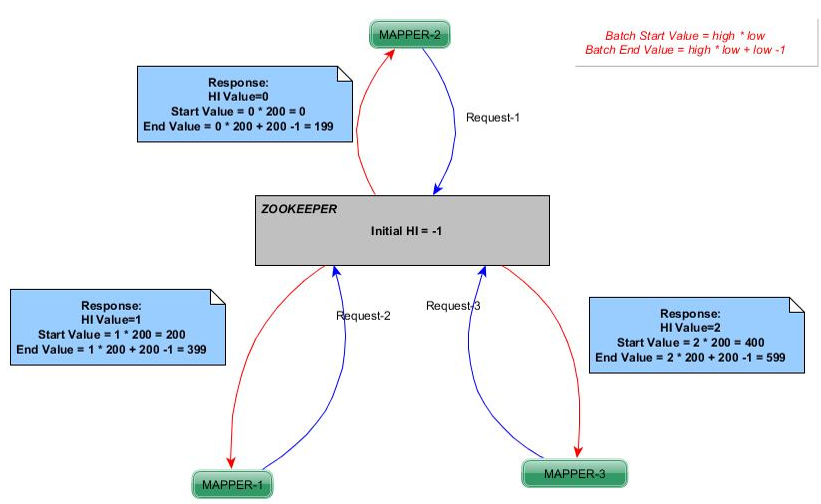 MAPPER-2
Batch Start Value = high * low
Batch End Value = high * low + low -1
Response:
HI Value=0
Start Value = 0 * 200 = 0
End Value = 0 * 200 + 200 -1 = 199
Request-1
ZOOKEEPER
Initial HI = -1
Response:
HI Value=1
Start Value = 1 * 200 = 200
End Value = 1 * 200 + 200 -1 = 399
Request-2
Request-3
Response:
HI Value=2
Start Value = 2 * 200 = 400
End Value = 2 * 200 + 200 -1 = 599
MAPPER-1
MAPPER-3